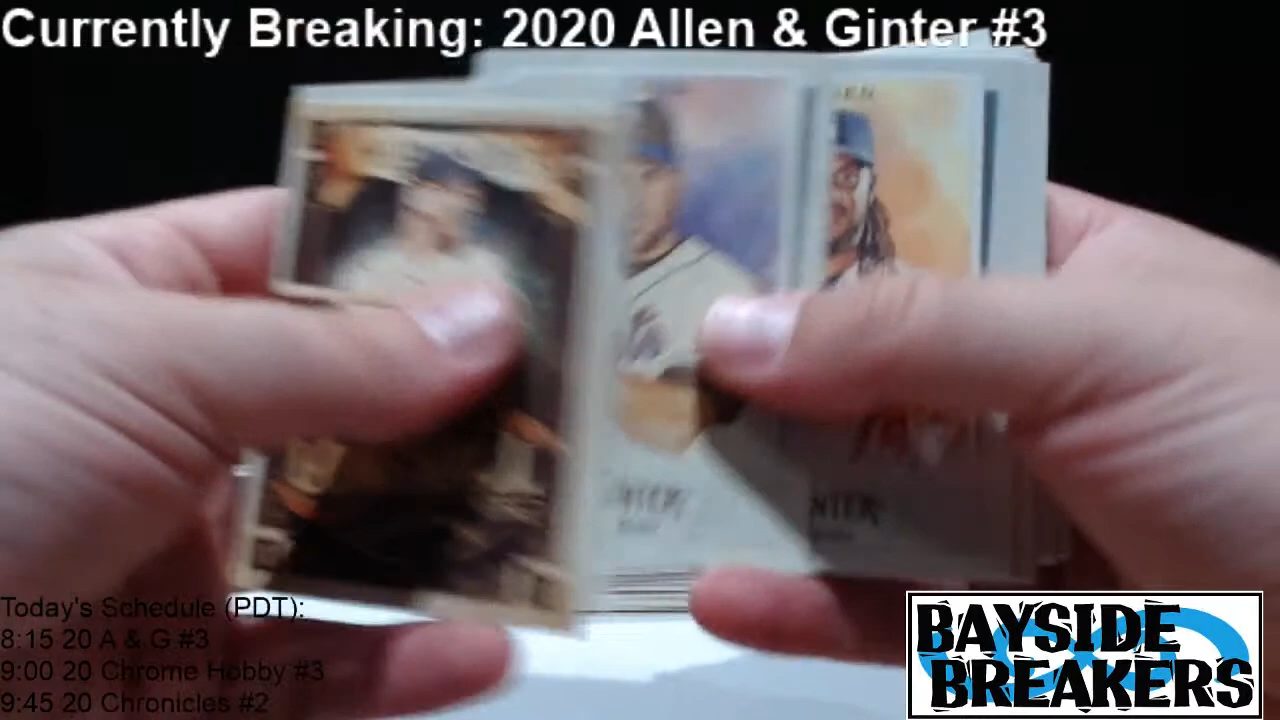 Currently Breaking: 2020 Allen & Ginter #3
Today's Schedule (PDT):
8:15 20 A & G #3
9:00 20 Chrome Hobby #3
9:45 20 Chronicles #2
BAYSIDE
BREAKERS